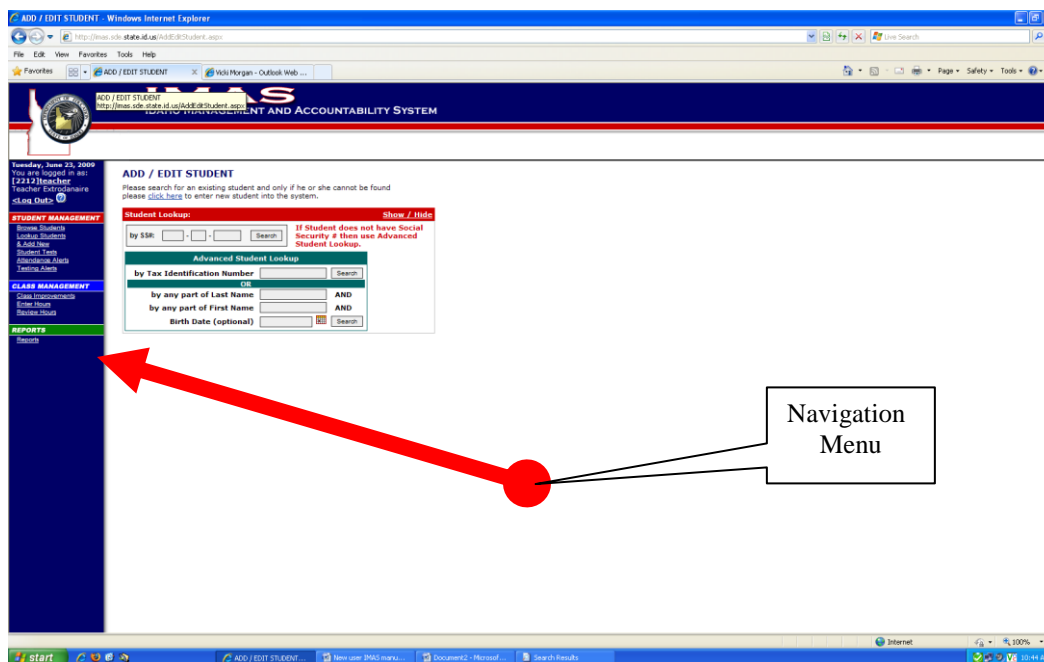 ADD / EDIT STUDENT - Windows Internet Explorer
http://imas.sde.state.id.us/AddEditStudent.aspx
Live Search
File Edit View Favorites Tools Help
Favorites ADD / EDIT STUDENT X Vicki Morgan - Outlook Web ... Page Safety Tools
IMAS
ADD / EDIT STUDENT
http://imas.sde.state.id.us/AddEditStudent.aspx
IDAHO MANAGEMENT AND ACCOUNTABILITY SYSTEM
Tuesday, June 23, 2009
You are logged in as:
[2212]teacher
Teacher Extrodanaire
<Log Out>
STUDENT MANAGEMENT
Browse Students
Lookup Students
& Add New
Student Tests
Attendance Alerts
Testing Alerts
CLASS MANAGEMENT
Class Improvements
Enter Hours
Review Hours
REPORTS
Reports
ADD / EDIT STUDENT
Please search for an existing student and only if he or she cannot be found
please click here to enter new student into the system.
Student Lookup: Show / Hide
by SS#: - - Search
If Student does not have Social
Security # then use Advanced
Student Lookup.
Advanced Student Lookup
by Tax Identification Number Search
OR
by any part of Last Name AND
by any part of First Name AND
Birth Date (optional) Search
Navigation
Menu
Internet 100%
start ADD / EDIT STUDENT... New user IMAS manu... Document2 - Microsof... Search Results 10:44 A